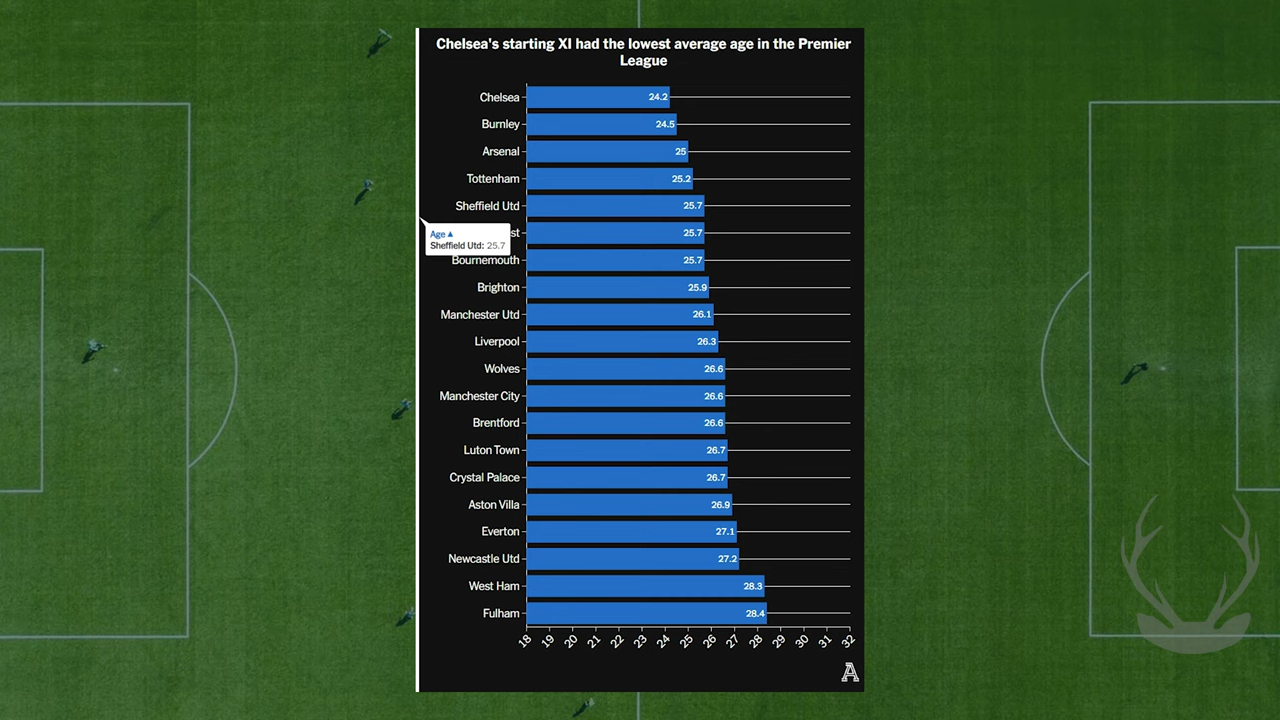 Chelsea's starting XI had the lowest average age in the Premier
League
Chelsea 24.2
Burnley 24.5
Arsenal 25
Tottenham 25.2
Sheffield Utd 25.7
st 25.7
Age ▲
Sheffield Utd: 25.7
Bournemouth 25.7
Brighton 25.9
Manchester Utd 26.1
Liverpool 26.3
Wolves 26.6
Manchester City 26.6
Brentford 26.6
Luton Town 26.7
Crystal Palace 26.7
Aston Villa 26.9
Everton 27.1
Newcastle Utd 27.2
West Ham 28.3
Fulham 28.4
18 19 20 21 22 23 24 25 26 27 28 29 30 31 32
A